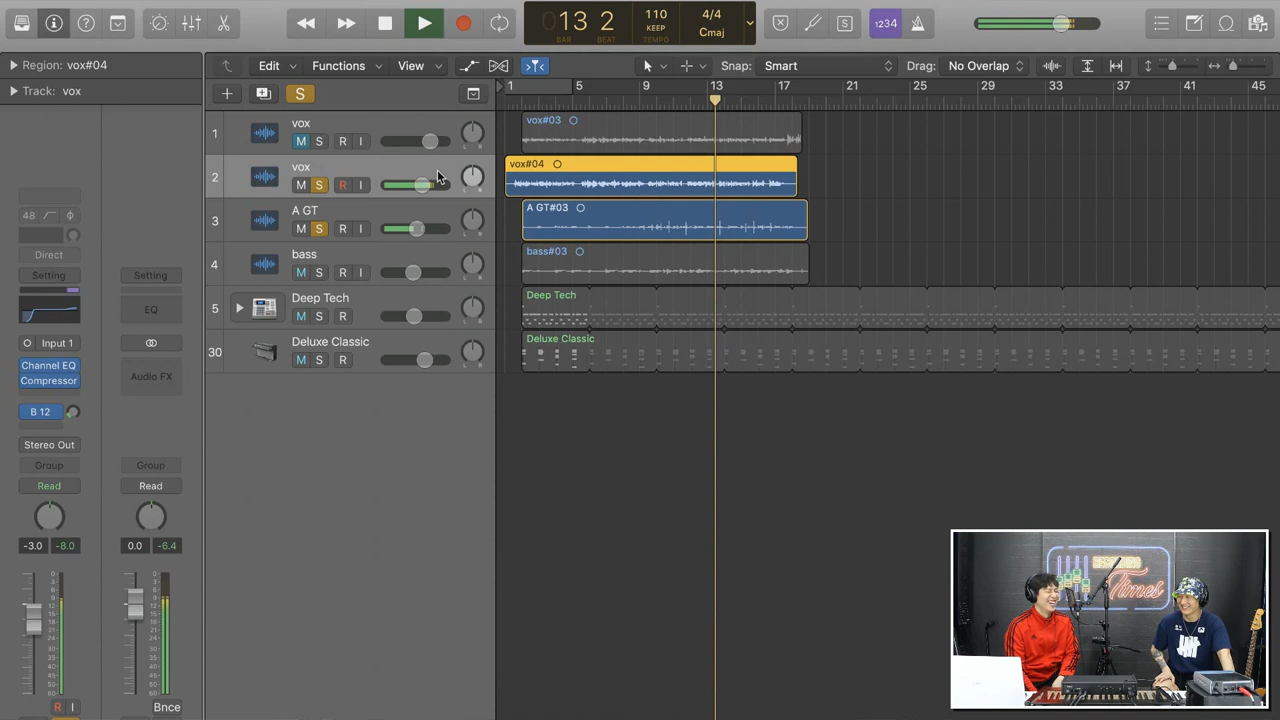 13 2
BAR BEAT
110
KEEP
TEMPO
4/4
Cmaj
S
1234
Region: vox#04
Track: vox
Edit
Functions
View
Snap: Smart
Drag: No Overlap
S
1 5 9 13 17 21 25 29 33 37 41 45
1 vox
M S R I
vox#03
2 vox
M S R I
vox#04
3 A GT
M S R I
A GT#03
4 bass
M S R I
bass#03
5 Deep Tech
M S R
Deep Tech
30 Deluxe Classic
M S R
Deluxe Classic
48
Direct
Setting Setting
EQ
Input 1
Channel EQ
Compressor
Audio FX
B 12
Stereo Out
Group Group
Read Read
-3.0 -8.0 0.0 -6.4
R I
Bnce
Times